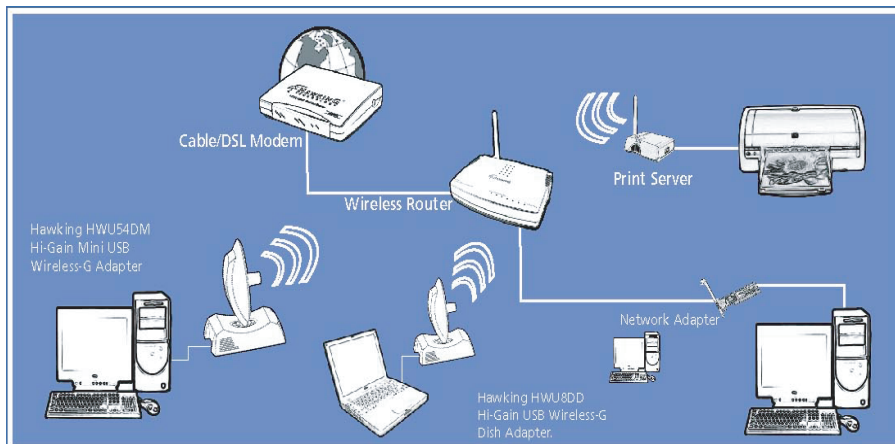 Cable/DSL Modem
Wireless Router
Print Server
Hawking HWU54DM
Hi-Gain Mini USB
Wireless-G Adapter
Network Adapter
Hawking HWU8DD
Hi-Gain USB Wireless-G
Dish Adapter.